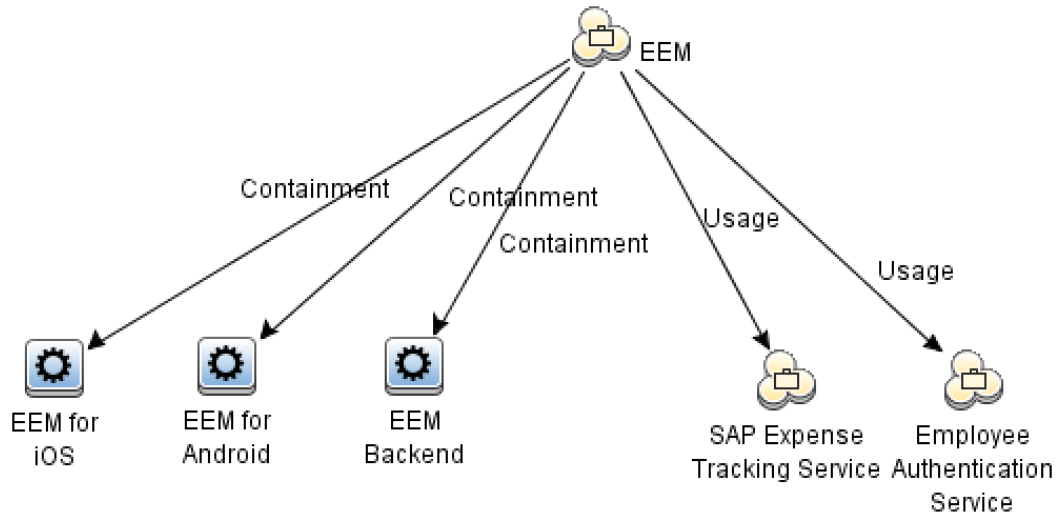 EEM
Containment
Containment
Containment
Usage
Usage
EEM for
iOS
EEM for
Android
EEM
Backend
SAP Expense
Tracking Service
Employee
Authentication
Service